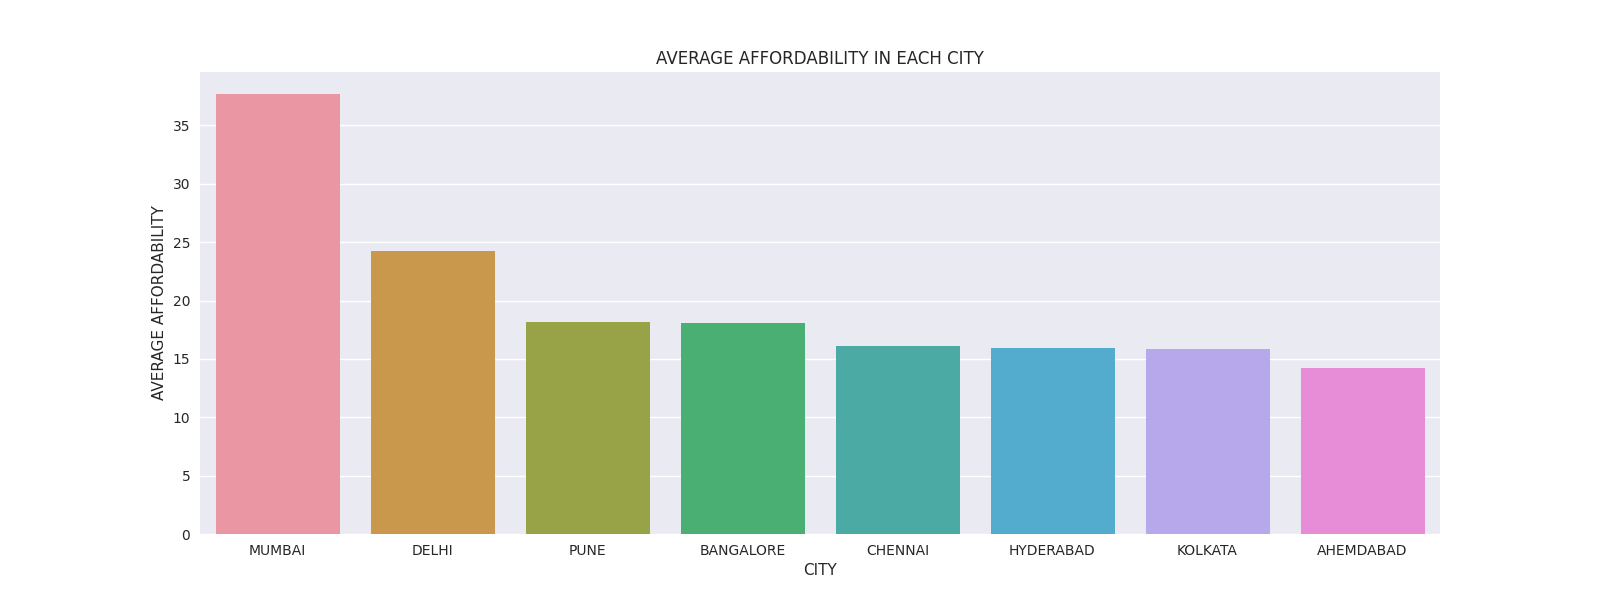 AVERAGE AFFORDABILITY IN EACH CITY
AVERAGE AFFORDABILITY
35
30
25
20
15
10
5
0
MUMBAI DELHI PUNE BANGALORE CHENNAI HYDERABAD KOLKATA AHEMDABAD
CITY